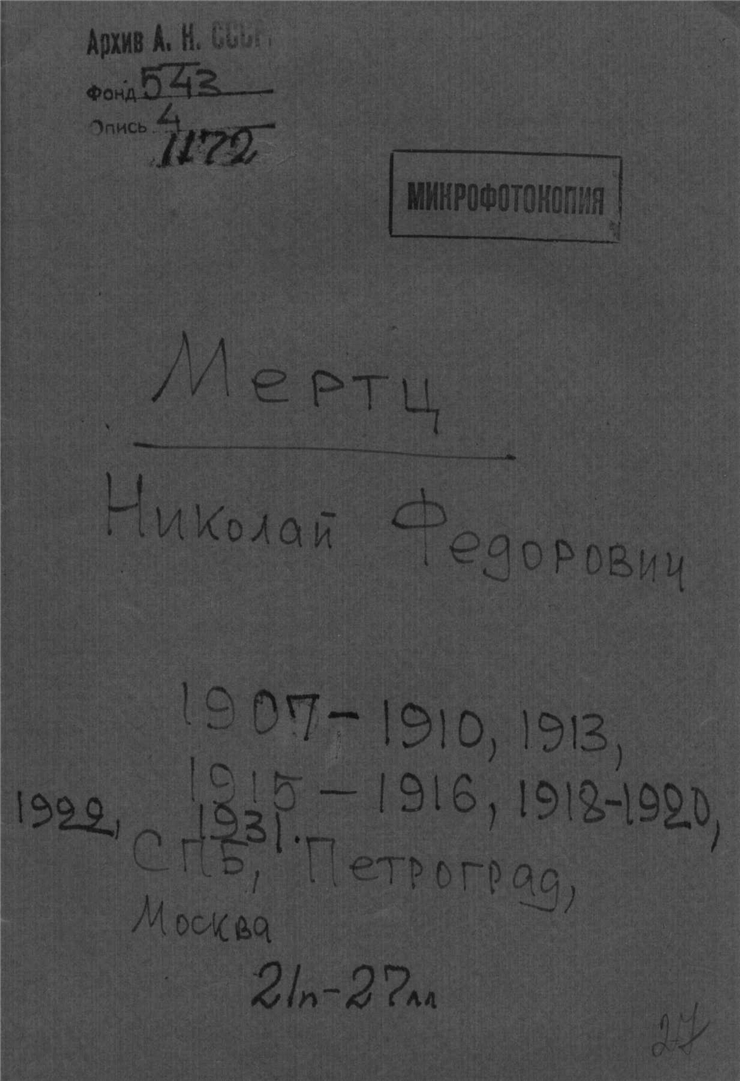 Архив А. Н. СССР
Фонд 543
Опись 4
1172
МИКРОФОТОКОПИЯ
Мертц
Николай Федорович
1907–1910, 1913,
1915–1916, 1918-1920,
1922, 1931.
СПБ, Петроград,
Москва
21п-27лл
27